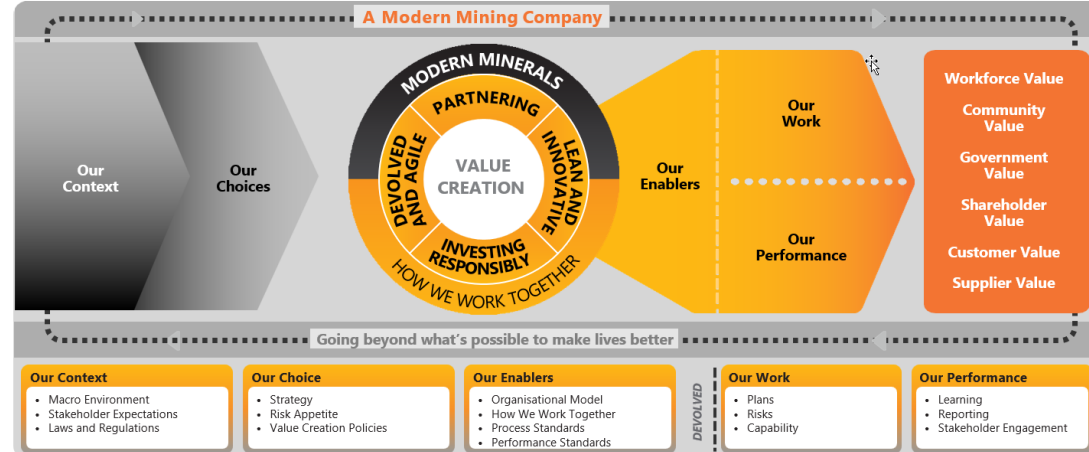 A Modern Mining Company
Our
Context
Our
Choices
MODERN MINERALS
PARTNERING
DEVOLVED
AND AGILE
LEAN AND
INNOVATIVE
VALUE
CREATION
INVESTING
RESPONSIBLY
HOW WE WORK TOGETHER
Our
Enablers
Our
Work
Our
Performance
Workforce Value
Community
Value
Government
Value
Shareholder
Value
Customer Value
Supplier Value
Going beyond what's possible to make lives better
Our Context
• Macro Environment
• Stakeholder Expectations
• Laws and Regulations
Our Choice
• Strategy
• Risk Appetite
• Value Creation Policies
Our Enablers
• Organisational Model
• How We Work Together
• Process Standards
• Performance Standards
DEVOLVED
Our Work
• Plans
• Risks
• Capability
Our Performance
• Learning
• Reporting
• Stakeholder Engagement